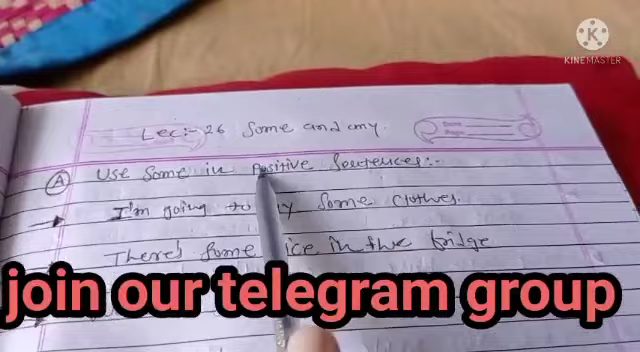 KINEMASTER
Lec:- 26 Some and any.
A Use Some in Positive Sentences:-
I'm going to some clothes.
There's some ice in the fridge
join our telegram group